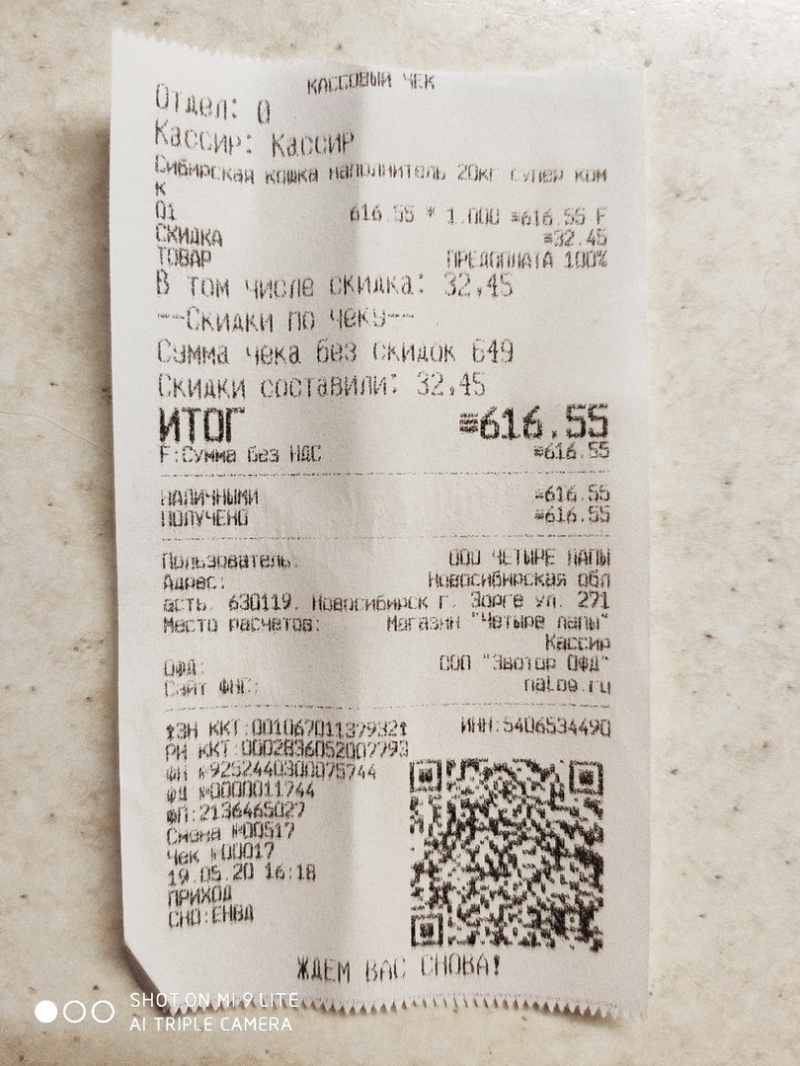 КАССОВЫЙ ЧЕК
Отдел: 0
Кассир: Кассир
Сибирская кошка наполнитель 20кг супер ком
к
01 616.55 * 1.000 ≡616.55 F
СКИДКА ≡32.45
ТОВАР ПРЕДОПЛАТА 100%
В том числе скидка: 32,45
--Скидки по чеку--
Сумма чека без скидок 649
Скидки составили: 32,45
ИТОГ ≡616.55
F:Сумма без НДС ≡616.55
НАЛИЧНЫМИ ≡616.55
ПОЛУЧЕНО ≡616.55
Пользователь: ООО ЧЕТЫРЕ ЛАПЫ
Адрес: Новосибирская обл
асть, 630119, Новосибирск г. Зорге ул. 271
Место расчетов: Магазин "Четыре лапы"
Кассир
ОФД: ООО "Эвотор ОФД"
Сайт ФНС: nalog.ru
ЗН ККТ:00106701137932 ИНН:5406534490
РН ККТ:0002836052007793
ФН №9252440300075744
ФД №0000011744
ФП:2136465027
Смена №00517
Чек №00017
19.05.20 16:18
ПРИХОД
СНО:ЕНВД
ЖДЕМ ВАС СНОВА!
SHOT ON MI 9 LITE
AI TRIPLE CAMERA